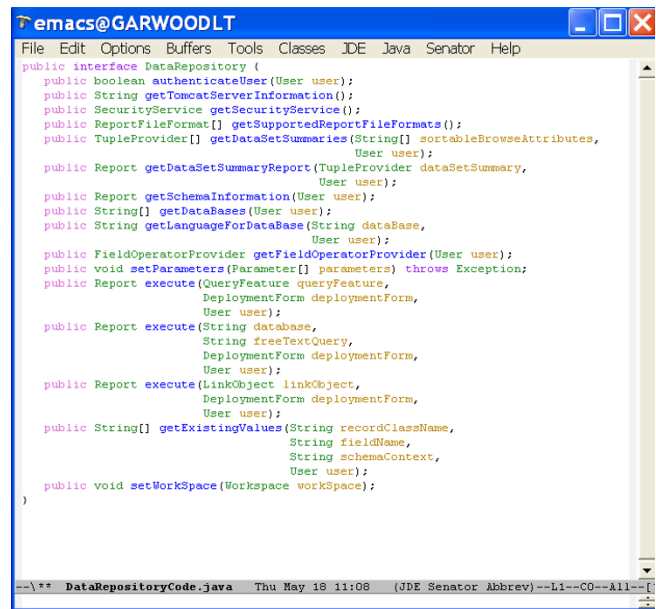 emacs@GARWOODLT
File Edit Options Buffers Tools Classes JDE Java Senator Help
public interface DataRepository {
   public boolean authenticateUser(User user);
   public String getTomcatServerInformation();
   public SecurityService getSecurityService();
   public ReportFileFormat[] getSupportedReportFileFormats();
   public TupleProvider[] getDataSetSummaries(String[] sortableBrowseAttributes,
                                              User user);
   public Report getDataSetSummaryReport(TupleProvider dataSetSummary,
                                         User user);
   public Report getSchemaInformation(User user);
   public String[] getDataBases(User user);
   public String getLanguageForDataBase(String dataBase,
                                        User user);
   public FieldOperatorProvider getFieldOperatorProvider(User user);
   public void setParameters(Parameter[] parameters) throws Exception;
   public Report execute(QueryFeature queryFeature,
                         DeploymentForm deploymentForm,
                         User user);
   public Report execute(String database,
                         String freeTextQuery,
                         DeploymentForm deploymentForm,
                         User user);
   public Report execute(LinkObject linkObject,
                         DeploymentForm deploymentForm,
                         User user);
   public String[] getExistingValues(String recordClassName,
                                     String fieldName,
                                     String schemaContext,
                                     User user);
   public void setWorkSpace(Workspace workSpace);
}
--\** DataRepositoryCode.java Thu May 18 11:08 (JDE Senator Abbrev)--L1--C0--All--[